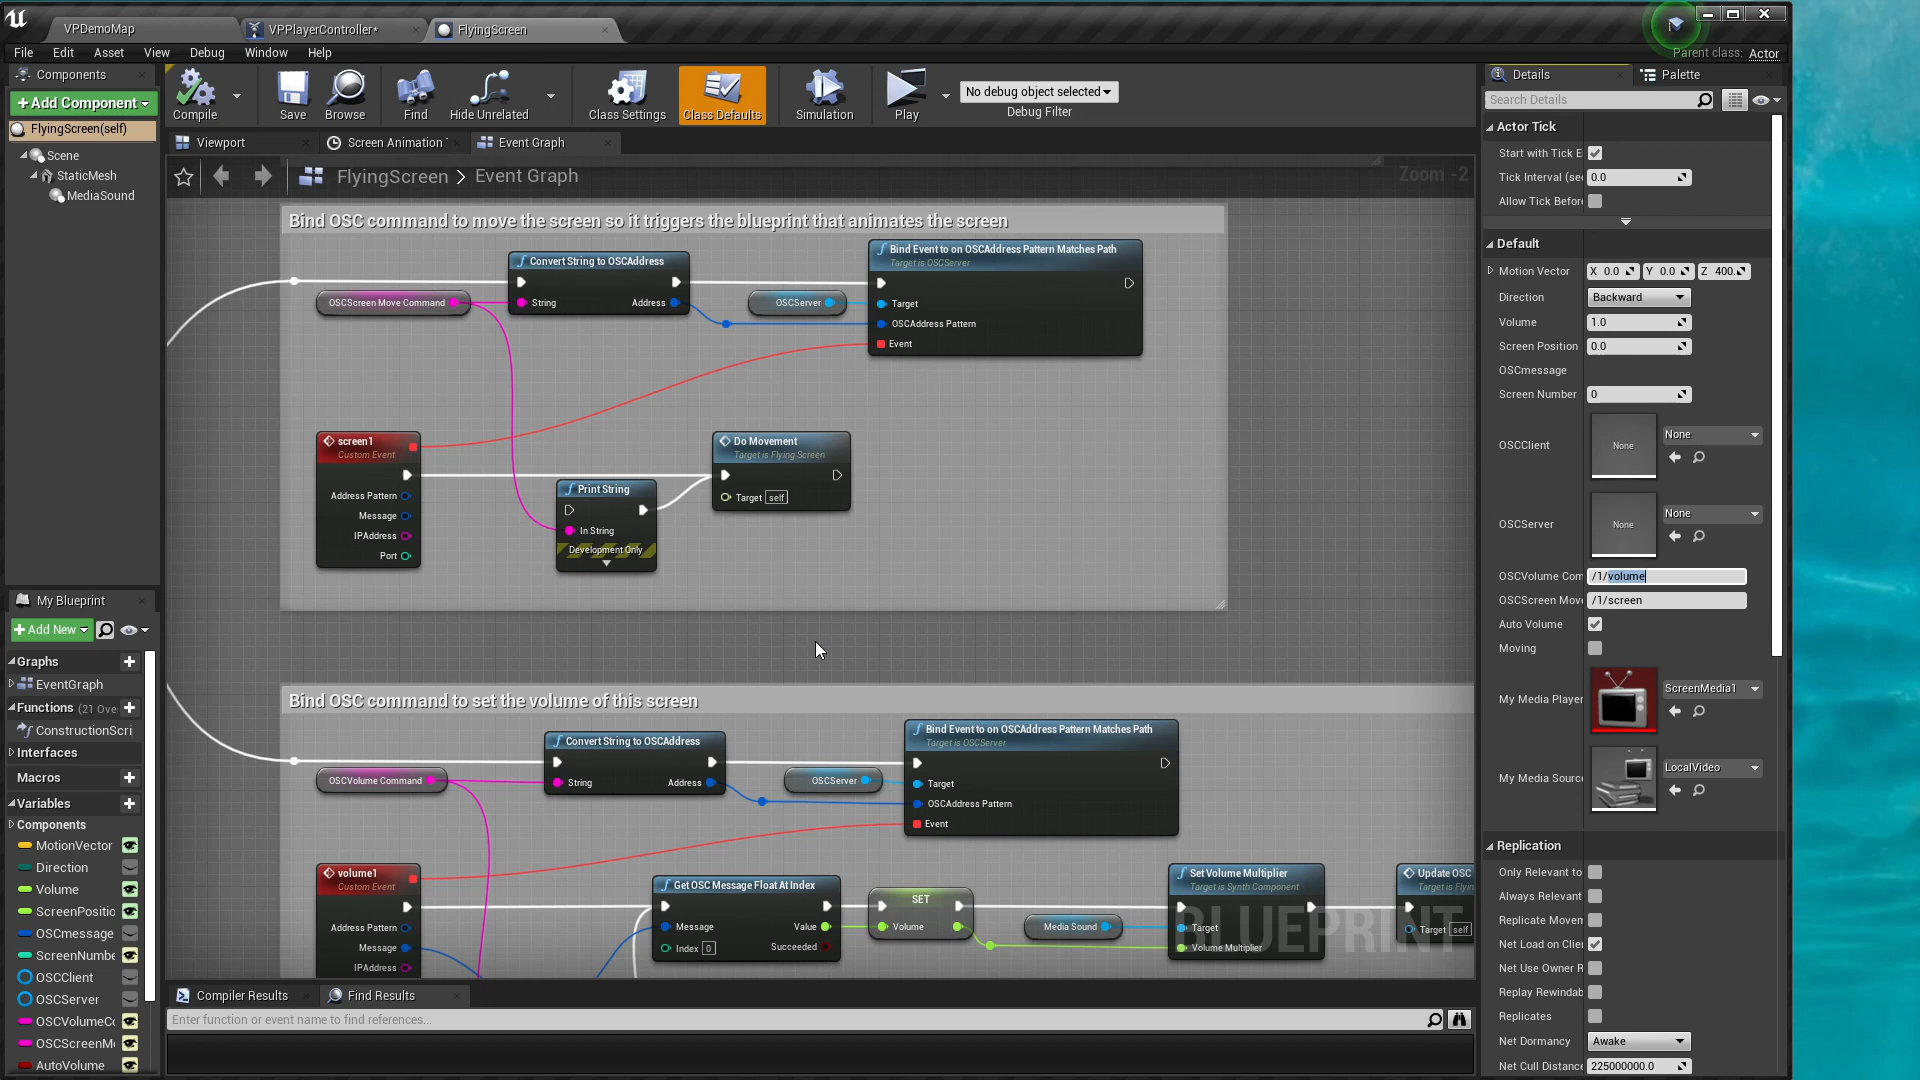 VPDemoMap
VPPlayerController*
FlyingScreen
Parent class: Actor
File Edit Asset View Debug Window Help
Components
+Add Component
FlyingScreen(self)
Scene
StaticMesh
MediaSound
Compile
Save
Browse
Find
Hide Unrelated
Class Settings
Class Defaults
Simulation
Play
No debug object selected
Debug Filter
Viewport
Screen Animation
Event Graph
FlyingScreen > Event Graph
Zoom -2
Bind OSC command to move the screen so it triggers the blueprint that animates the screen
OSCScreen Move Command
Convert String to OSCAddress
String Address
OSCServer
Bind Event to on OSCAddress Pattern Matches Path
Target is OSCServer
Target
OSCAddress Pattern
Event
screen1
Custom Event
Address Pattern
Message
IPAddress
Port
Print String
In String
Development Only
Do Movement
Target is Flying Screen
Target self
Bind OSC command to set the volume of this screen
OSCVolume Command
Convert String to OSCAddress
String Address
OSCServer
Bind Event to on OSCAddress Pattern Matches Path
Target is OSCServer
Target
OSCAddress Pattern
Event
volume1
Custom Event
Address Pattern
Message
IPAddress
Get OSC Message Float At Index
Message Value
Index 0 Succeeded
SET
Volume
Media Sound
Set Volume Multiplier
Target is Synth Component
Target
Volume Multiplier
Update OSC
Target is Flyin
Target self
BLUEPRINT
My Blueprint
+Add New
Graphs
EventGraph
Functions (21 Ove
ConstructionScri
Interfaces
Macros
Variables
Components
MotionVector
Direction
Volume
ScreenPositio
OSCmessage
ScreenNumbe
OSCClient
OSCServer
OSCVolumeCo
OSCScreenMo
AutoVolume
Compiler Results
Find Results
Enter function or event name to find references...
Details
Palette
Search Details
Actor Tick
Start with Tick E
Tick Interval (sec 0.0
Allow Tick Before
Default
Motion Vector X 0.0 Y 0.0 Z 400.
Direction Backward
Volume 1.0
Screen Position 0.0
OSCmessage
Screen Number 0
OSCClient None None
OSCServer None None
OSCVolume Com /1/volume
OSCScreen Move /1/screen
Auto Volume
Moving
My Media Player ScreenMedia1
My Media Source LocalVideo
Replication
Only Relevant to
Always Relevant
Replicate Movem
Net Load on Clie
Net Use Owner R
Replay Rewindab
Replicates
Net Dormancy Awake
Net Cull Distance 225000000.0